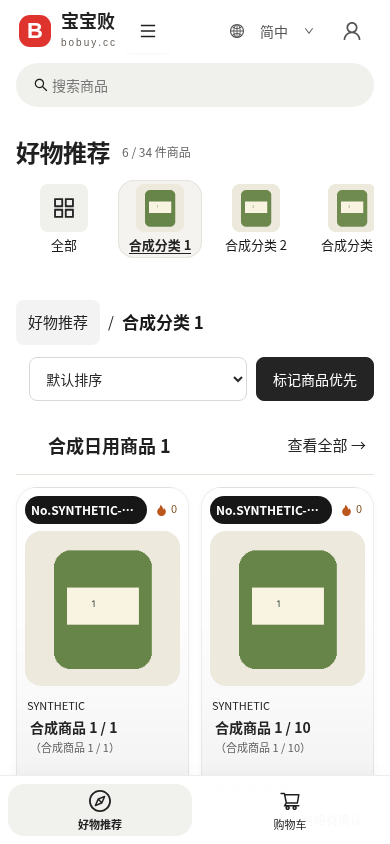 B 宝宝败
bobuy.cc
简中
搜索商品
好物推荐 6 / 34 件商品
全部 合成分类 1 合成分类 2 合成分类
好物推荐 / 合成分类 1
默认排序 标记商品优先
合成日用商品 1 查看全部 →
No.SYNTHETIC-··· 0 No.SYNTHETIC-··· 0
1 1
SYNTHETIC SYNTHETIC
合成商品 1 / 1 合成商品 1 / 10
（合成商品 1 / 1） （合成商品 1 / 10）
好物推荐 购物车